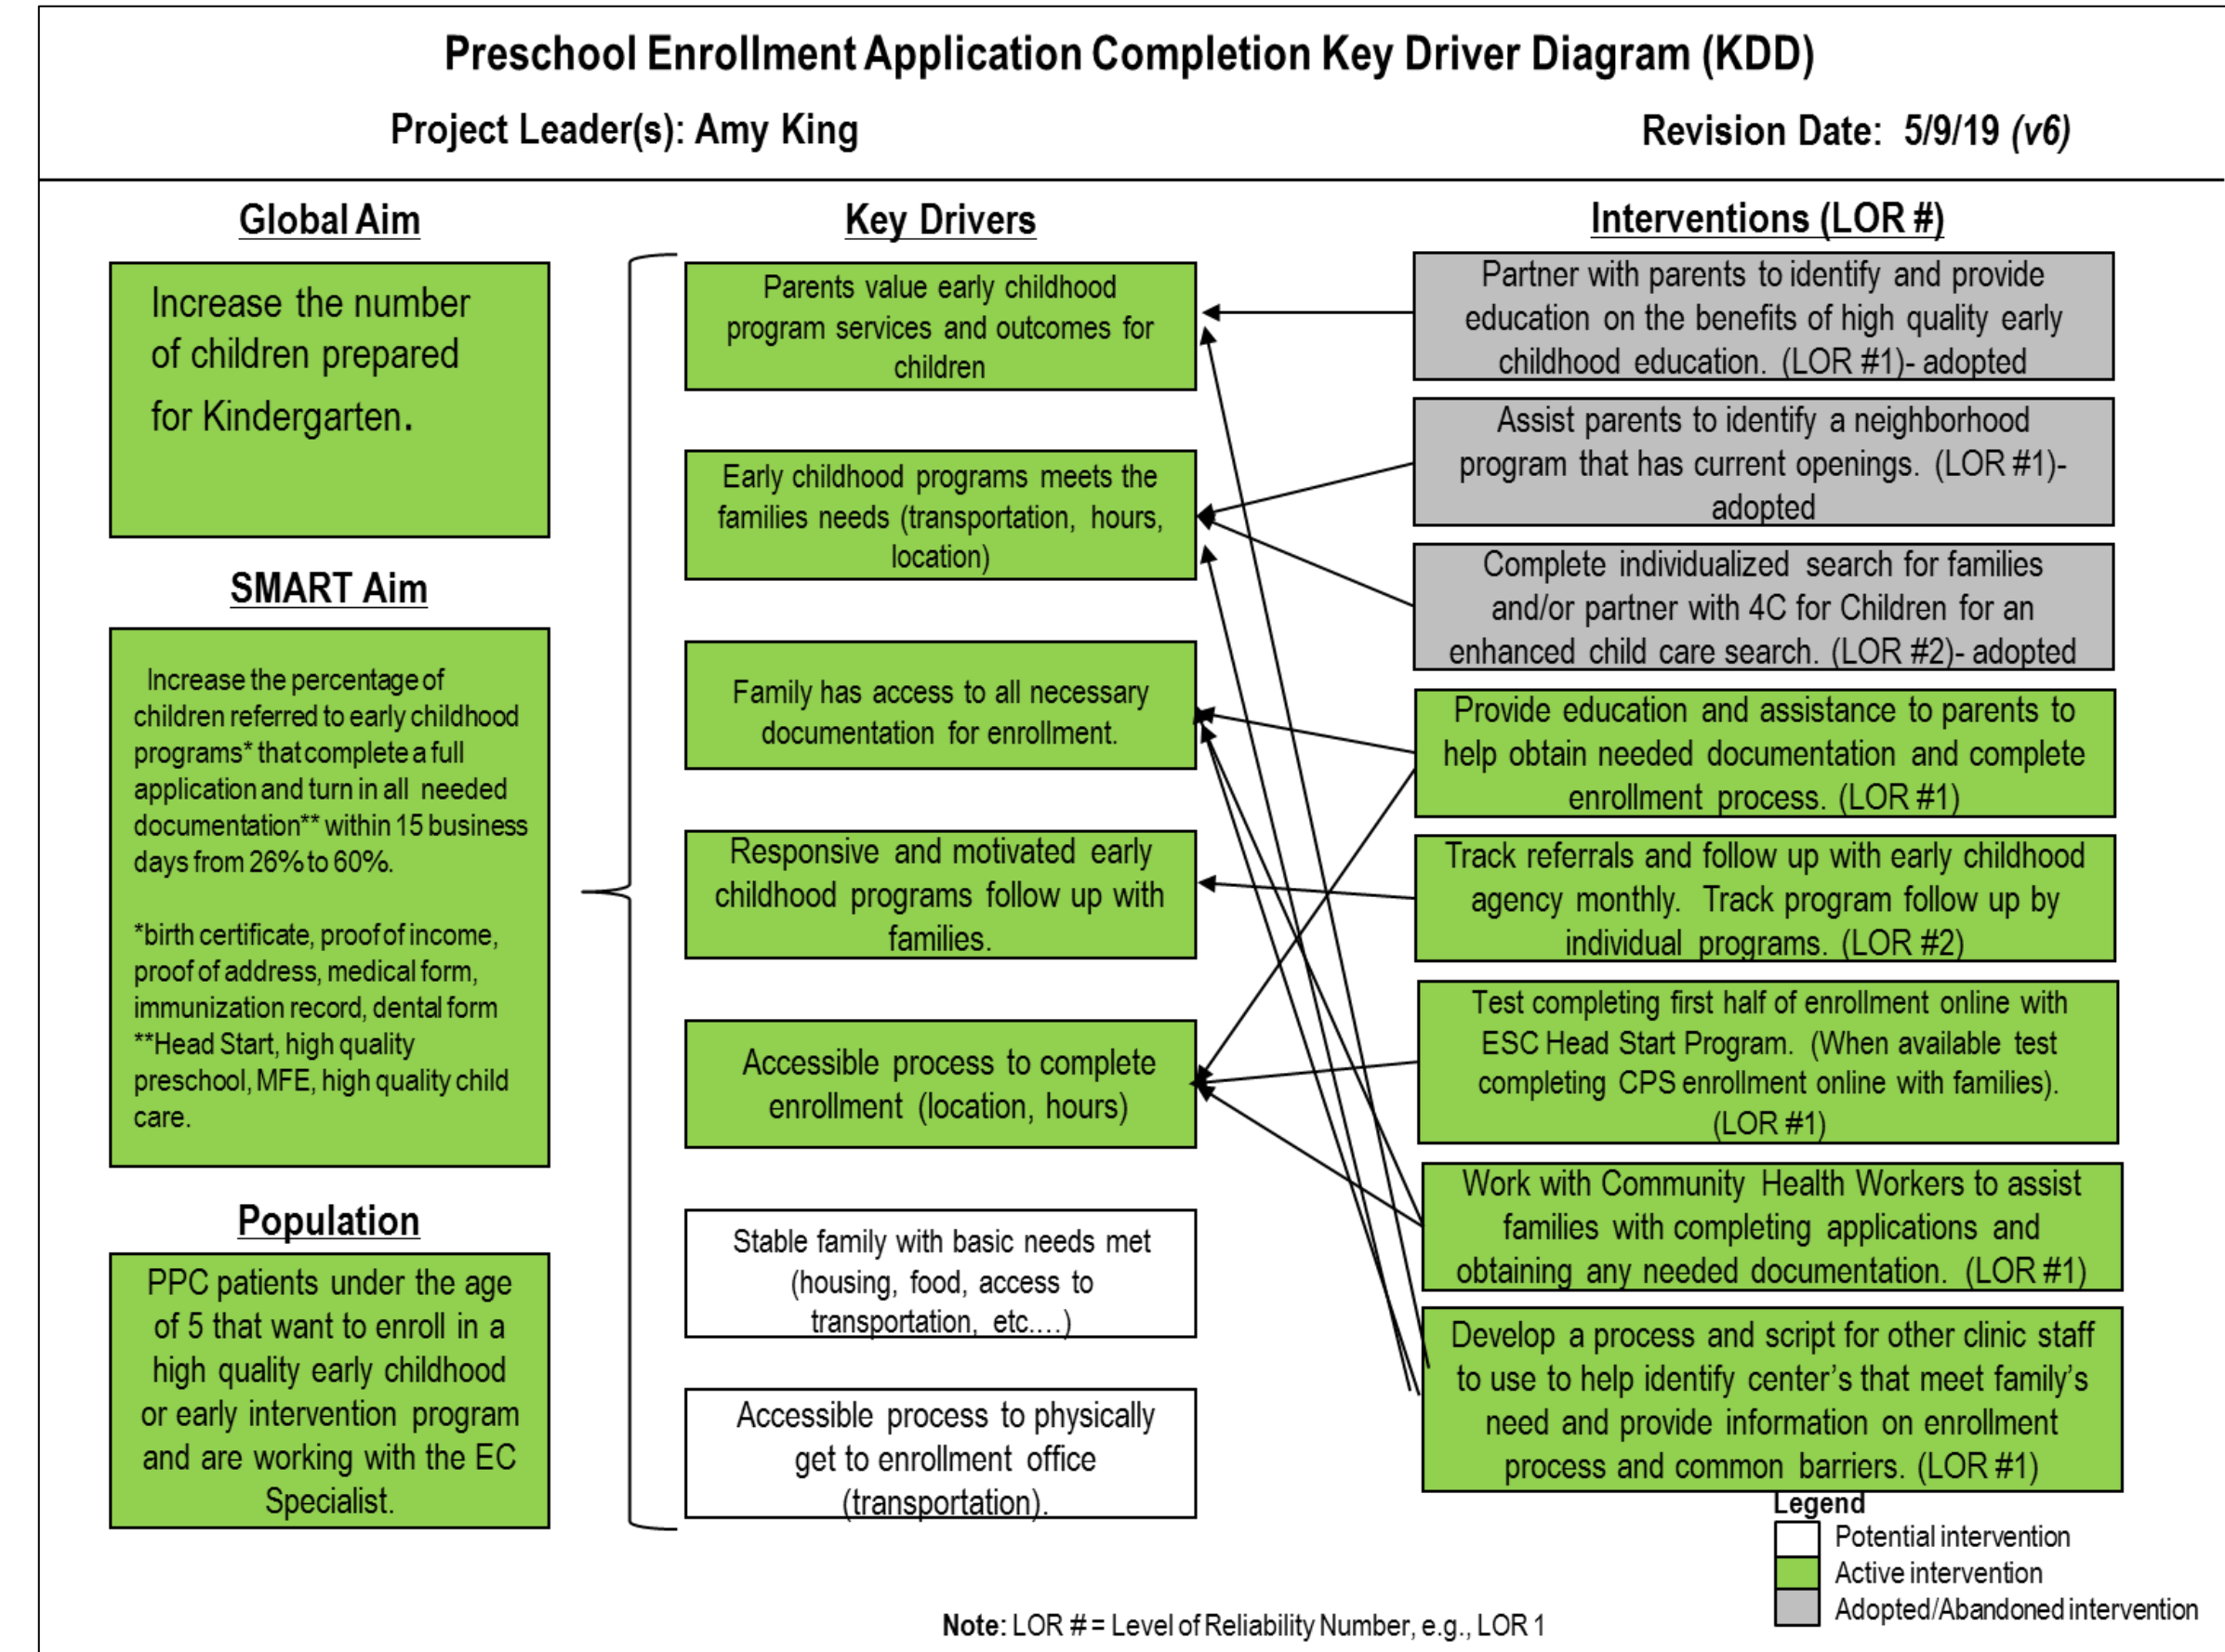 Preschool Enrollment Application Completion Key Driver Diagram (KDD)
Project Leader(s): Amy King
Revision Date: 5/9/19 (v6)
Global Aim
Increase the number
of children prepared
for Kindergarten.
SMART Aim
Increase the percentage of
children referred to early childhood
programs* that complete a full
application and turn in all needed
documentation** within 15 business
days from 26% to 60%.
*birth certificate, proof of income,
proof of address, medical form,
immunization record, dental form
**Head Start, high quality
preschool, MFE, high quality child
care.
Population
PPC patients under the age
of 5 that want to enroll in a
high quality early childhood
or early intervention program
and are working with the EC
Specialist.
Key Drivers
Parents value early childhood
program services and outcomes for
children
Early childhood programs meets the
families needs (transportation, hours,
location)
Family has access to all necessary
documentation for enrollment.
Responsive and motivated early
childhood programs follow up with
families.
Accessible process to complete
enrollment (location, hours)
Stable family with basic needs met
(housing, food, access to
transportation, etc.…)
Accessible process to physically
get to enrollment office
(transportation).
Interventions (LOR #)
Partner with parents to identify and provide
education on the benefits of high quality early
childhood education. (LOR #1)- adopted
Assist parents to identify a neighborhood
program that has current openings. (LOR #1)-
adopted
Complete individualized search for families
and/or partner with 4C for Children for an
enhanced child care search. (LOR #2)- adopted
Provide education and assistance to parents to
help obtain needed documentation and complete
enrollment process. (LOR #1)
Track referrals and follow up with early childhood
agency monthly. Track program follow up by
individual programs. (LOR #2)
Test completing first half of enrollment online with
ESC Head Start Program. (When available test
completing CPS enrollment online with families).
(LOR #1)
Work with Community Health Workers to assist
families with completing applications and
obtaining any needed documentation. (LOR #1)
Develop a process and script for other clinic staff
to use to help identify center's that meet family's
need and provide information on enrollment
process and common barriers. (LOR #1)
Legend
Potential intervention
Active intervention
Adopted/Abandoned intervention
Note: LOR # = Level of Reliability Number, e.g., LOR 1